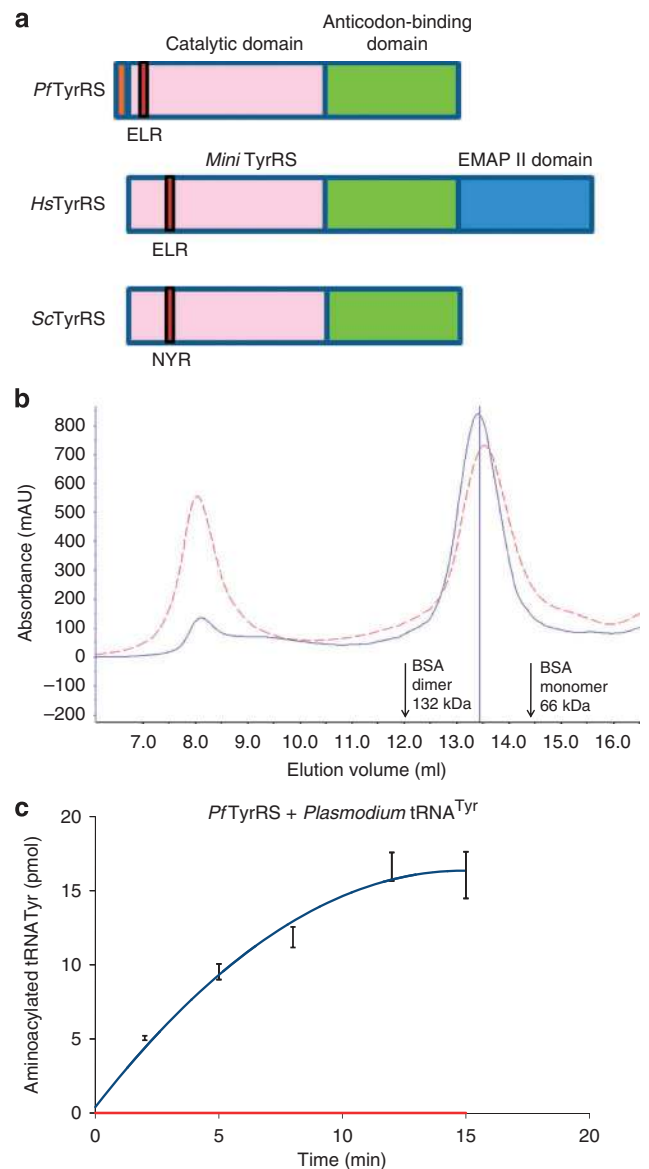 a
Anticodon-binding
domain
Catalytic domain
PfTyrRS
ELR
Mini TyrRS
EMAP II domain
HsTyrRS
ELR
ScTyrRS
NYR
b
Absorbance (mAU)
800
700
600
500
400
300
200
100
0
–100
–200
BSA
dimer
132 kDa
BSA
monomer
66 kDa
7.0 8.0 9.0 10.0 11.0 12.0 13.0 14.0 15.0 16.0
Elution volume (ml)
c
PfTyrRS + Plasmodium tRNATyr
Aminoacylated tRNATyr (pmol)
20
15
10
5
0
0 5 10 15 20
Time (min)